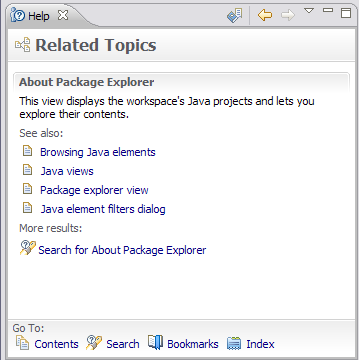 Help
Related Topics
About Package Explorer
This view displays the workspace's Java projects and lets you
explore their contents.
See also:
Browsing Java elements
Java views
Package explorer view
Java element filters dialog
More results:
Search for About Package Explorer
Go To:
Contents Search Bookmarks Index